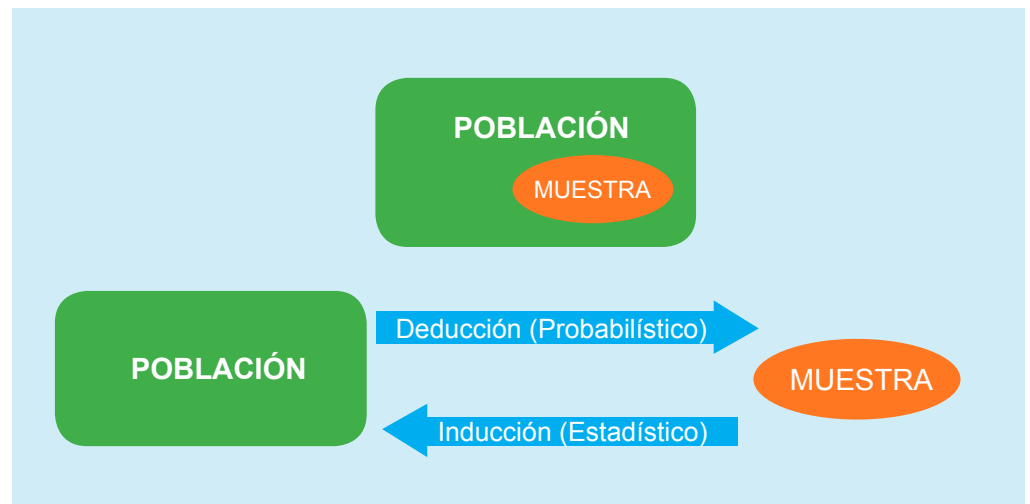 POBLACIÓN
MUESTRA
Deducción (Probabilístico)
POBLACIÓN
MUESTRA
Inducción (Estadístico)